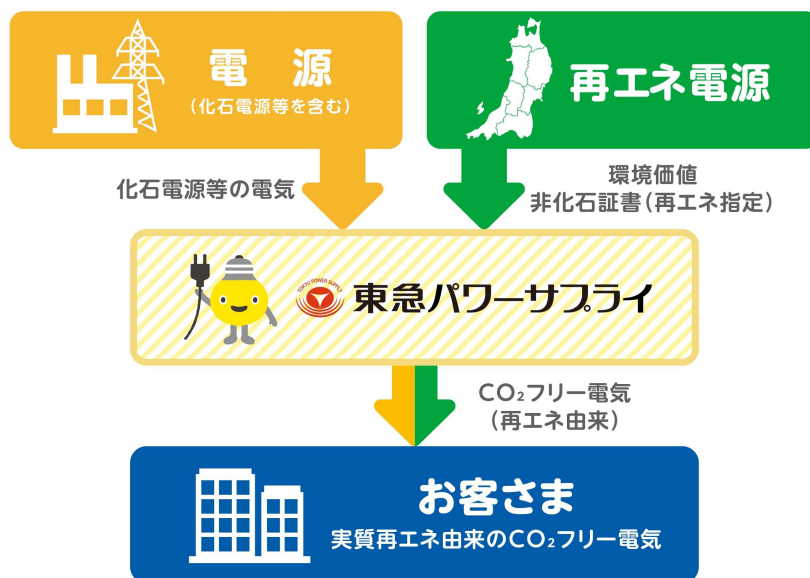 電源
（化石電源等を含む）
再エネ電源
化石電源等の電気
環境価値
非化石証書（再エネ指定）
TOKYU POWER SUPPLY
東急パワーサプライ
CO₂フリー電気
（再エネ由来）
お客さま
実質再エネ由来のCO₂フリー電気